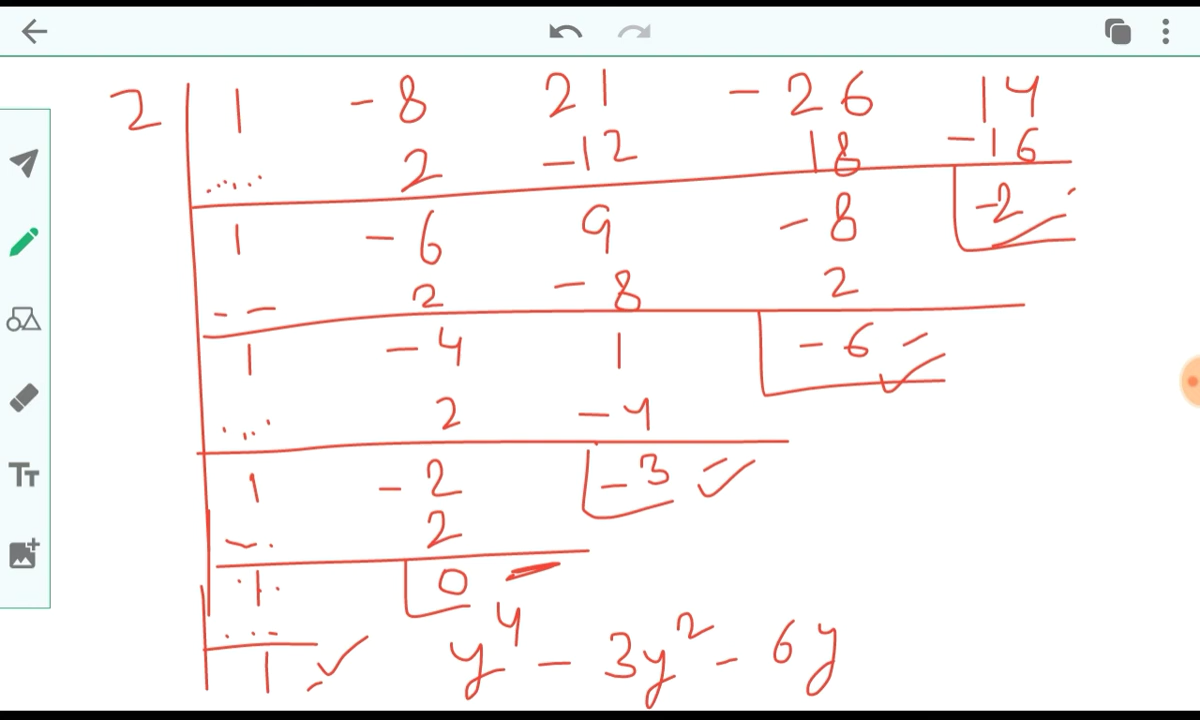 2 | 1 - 8 21 - 26 14
2 -12 18 -16
1 - 6 9 - 8 -2
2 - 8 2
1 - 4 1 - 6
2 - 4
1 - 2 - 3
2
1 0
1 y⁴ - 3y² - 6y
TT